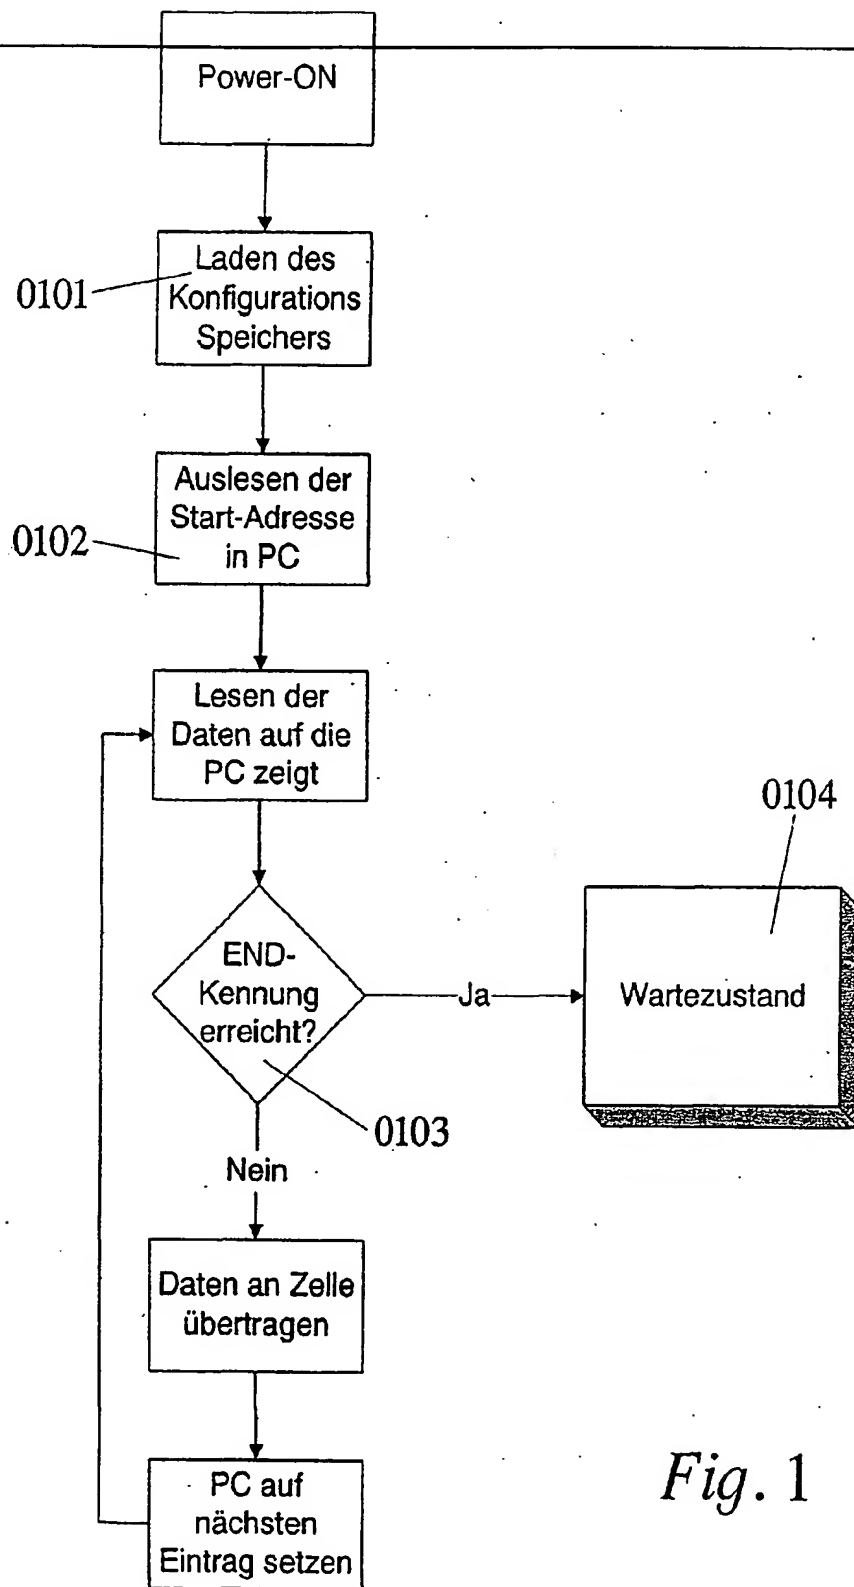 Power-ON
Laden des
Konfigurations
Speichers
0101
Auslesen der
Start-Adresse
in PC
0102
Lesen der
Daten auf die
PC zeigt
0104
END-
Kennung
erreicht?
Ja
Wartezustand
0103
Nein
Daten an Zelle
übertragen
PC auf
nächsten
Eintrag setzen
Fig. 1